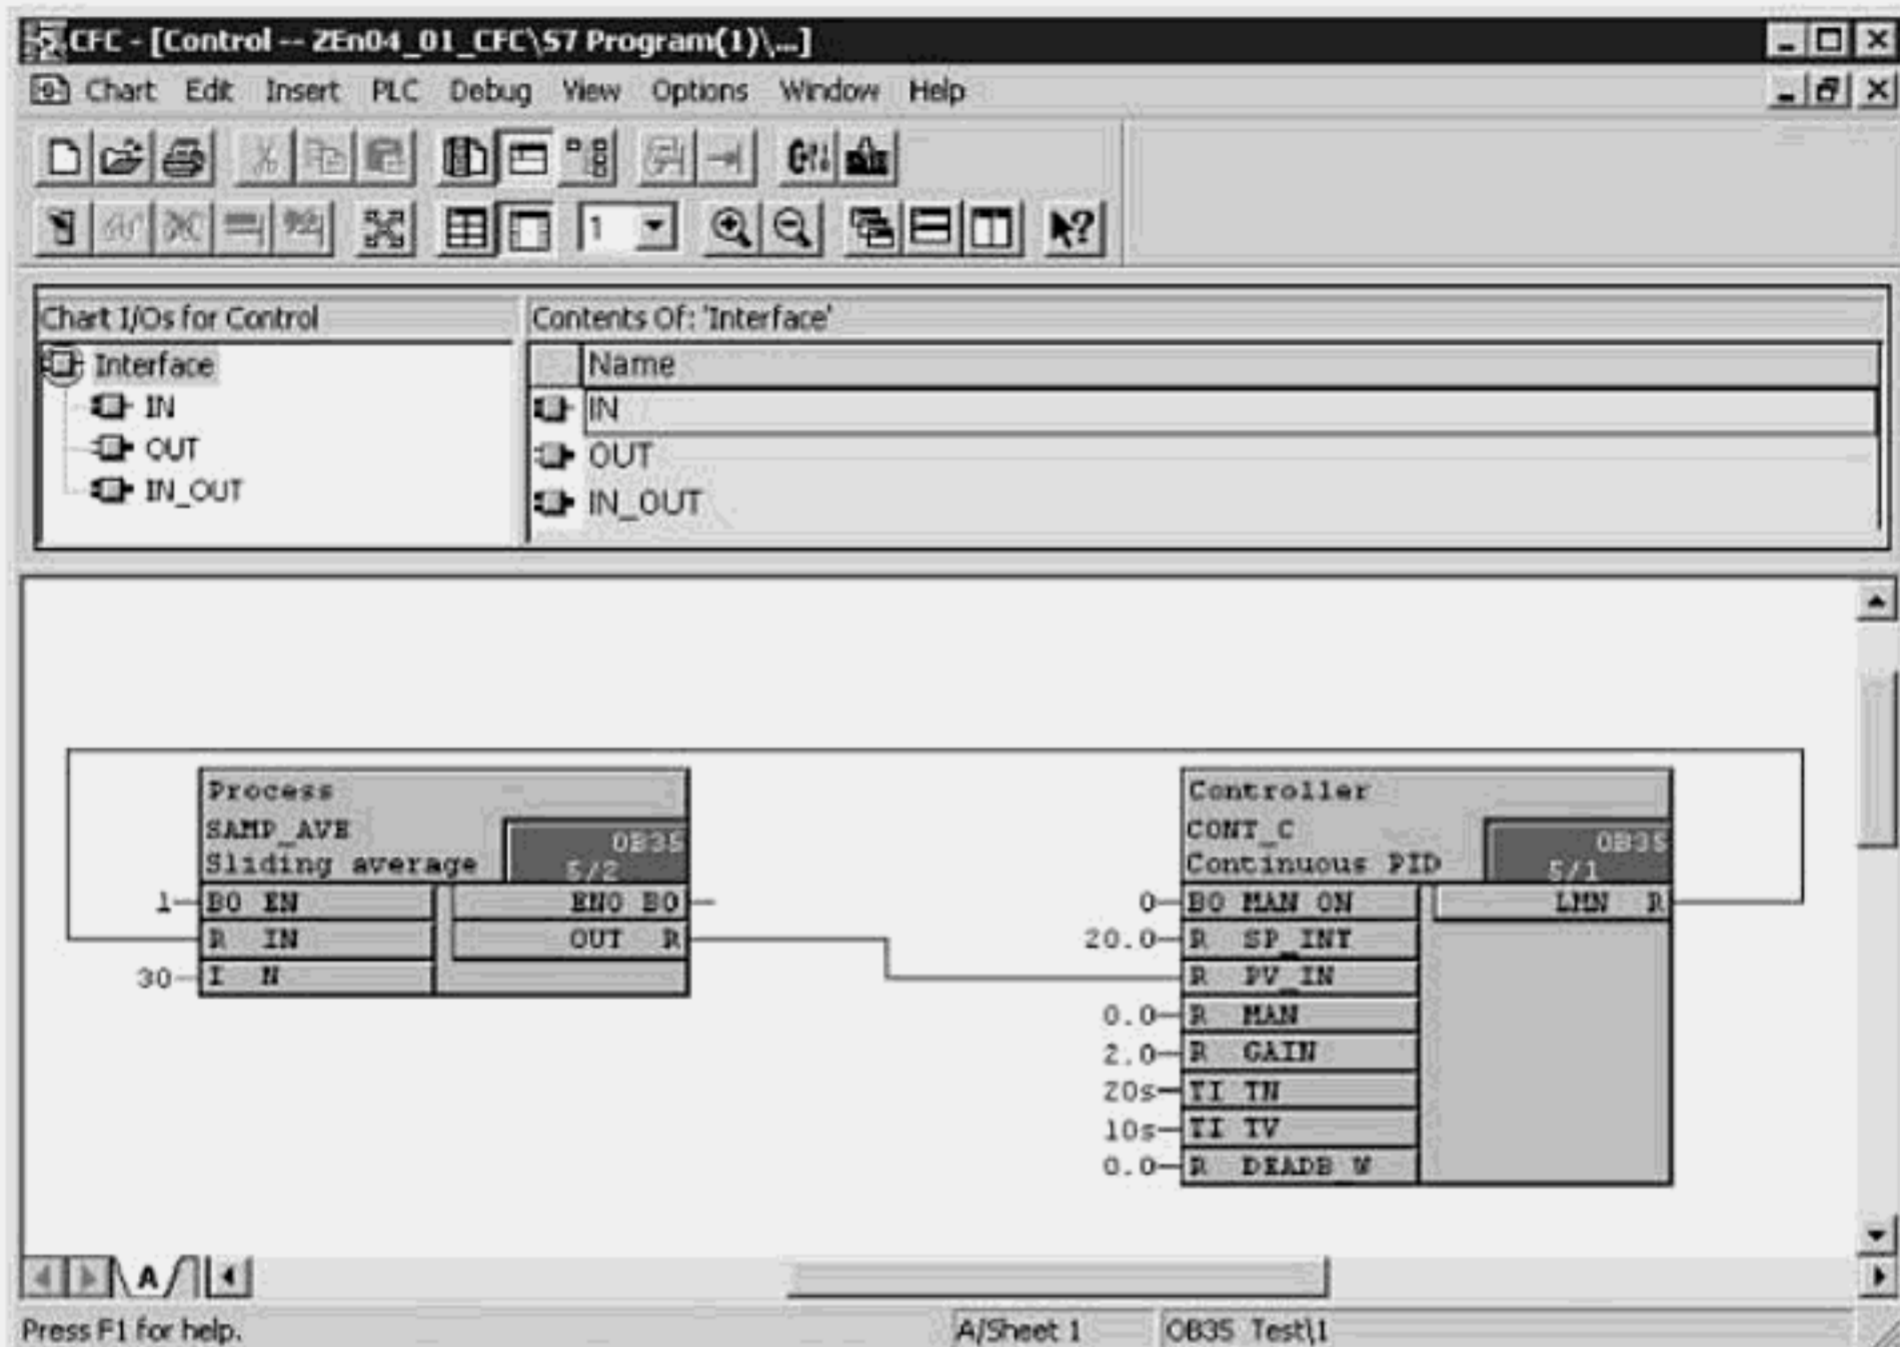 CFC - [Control -- ZEn04_01_CFC\S7 Program(1)\...]
Chart Edit Insert PLC Debug View Options Window Help
1
Chart I/Os for Control
Interface
IN
OUT
IN_OUT
Contents Of: 'Interface'
Name
IN
OUT
IN_OUT
Process
SAMP_AVE
Sliding average
OB35
5/2
1 BO EN ENO BO
R IN OUT R
30 I N
Controller
CONT_C
Continuous PID
OB35
5/1
0 BO MAN_ON LMN R
20.0 R SP_INT
R PV_IN
0.0 R MAN
2.0 R GAIN
20s TI TN
10s TI TV
0.0 R DEADB_W
A
Press F1 for help. A/Sheet 1 OB35 Test\1